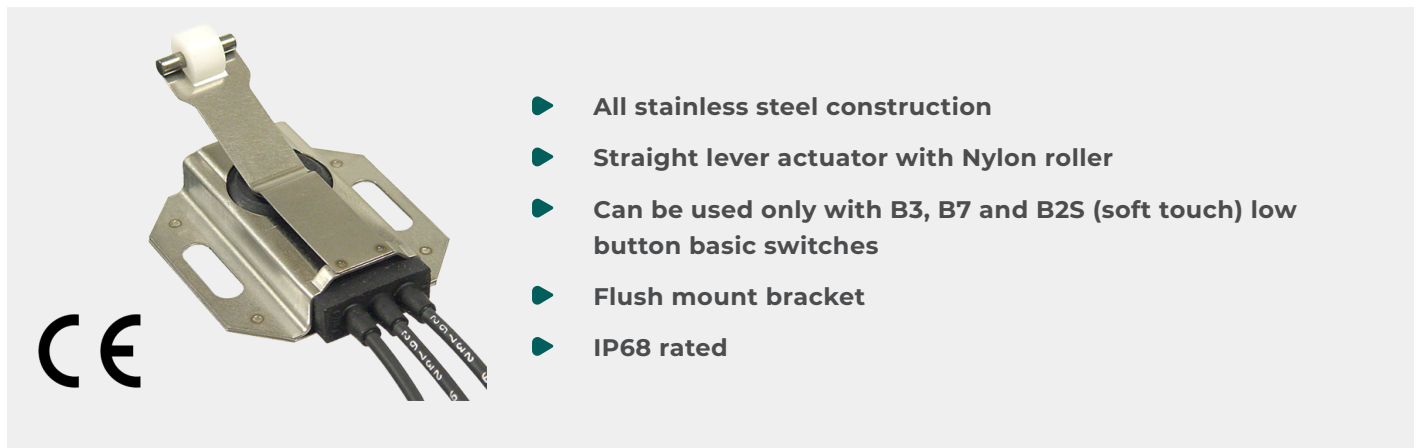 All stainless steel construction
Straight lever actuator with Nylon roller
Can be used only with B3, B7 and B2S (soft touch) low
button basic switches
Flush mount bracket
IP68 rated
CE